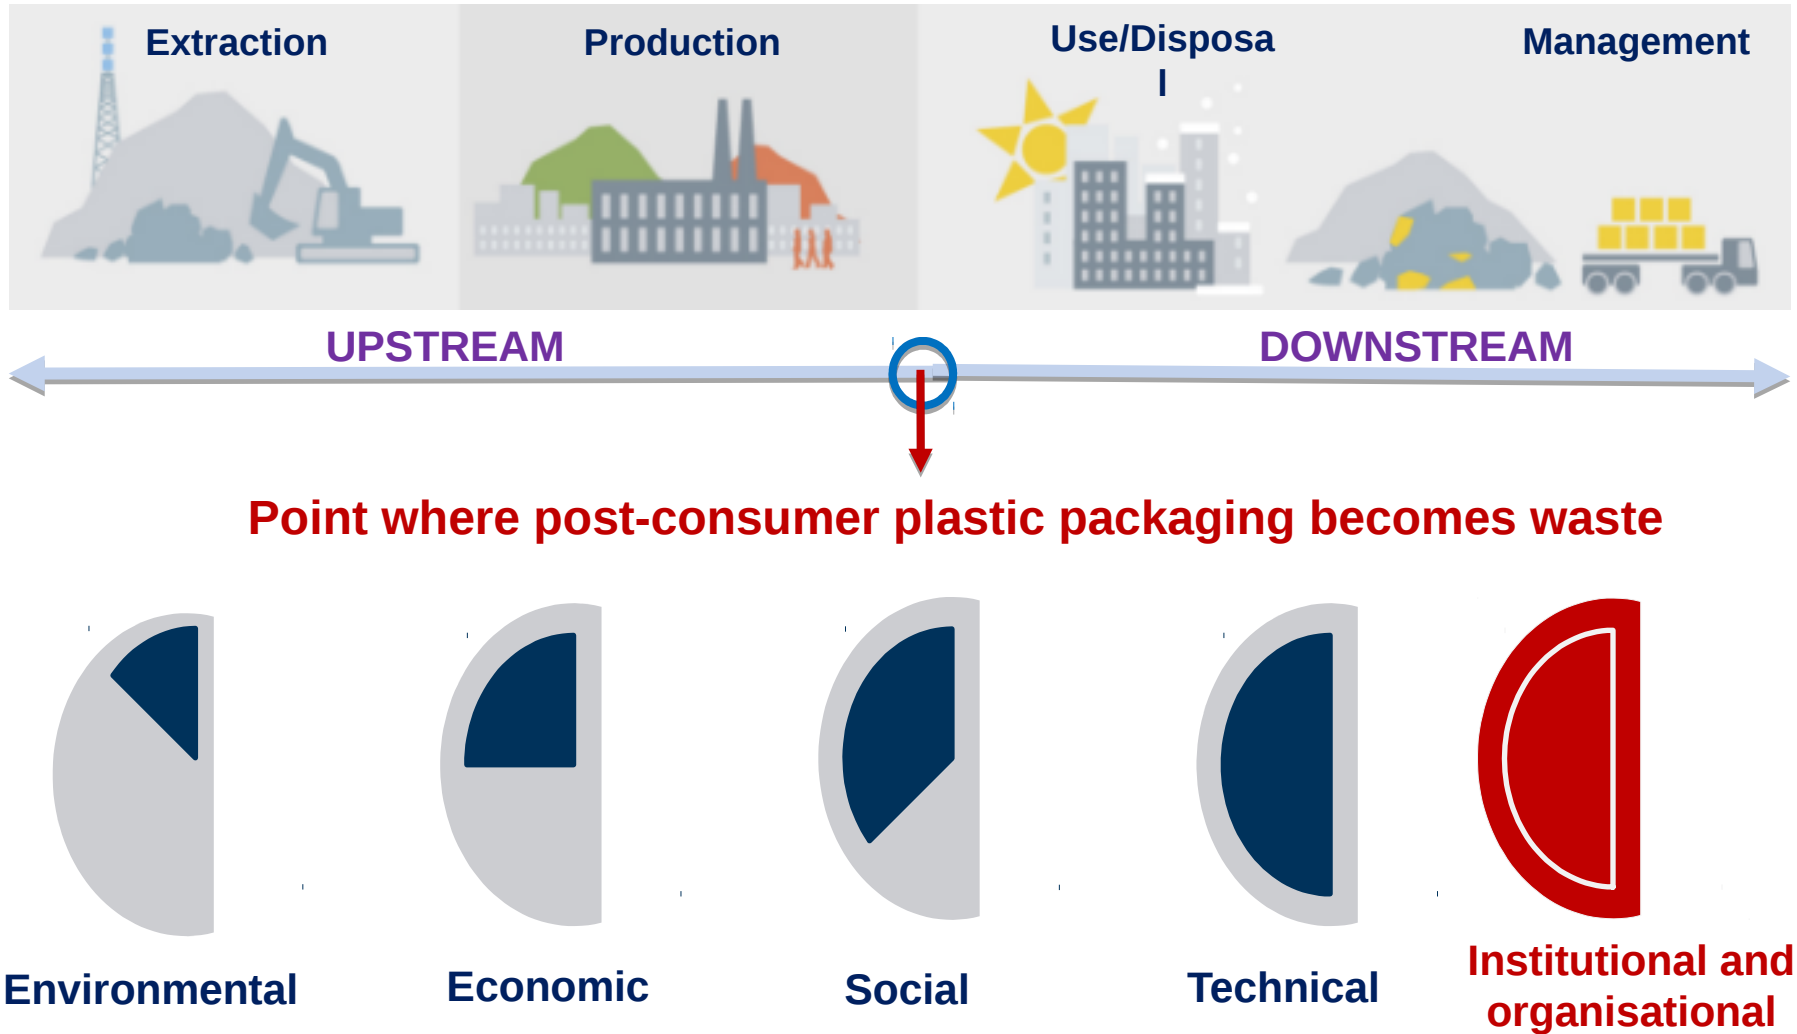 Extraction
Production
Use/Disposa
l
Management
UPSTREAM
DOWNSTREAM
Point where post-consumer plastic packaging becomes waste
Environmental
Economic
Social
Technical
Institutional and
organisational